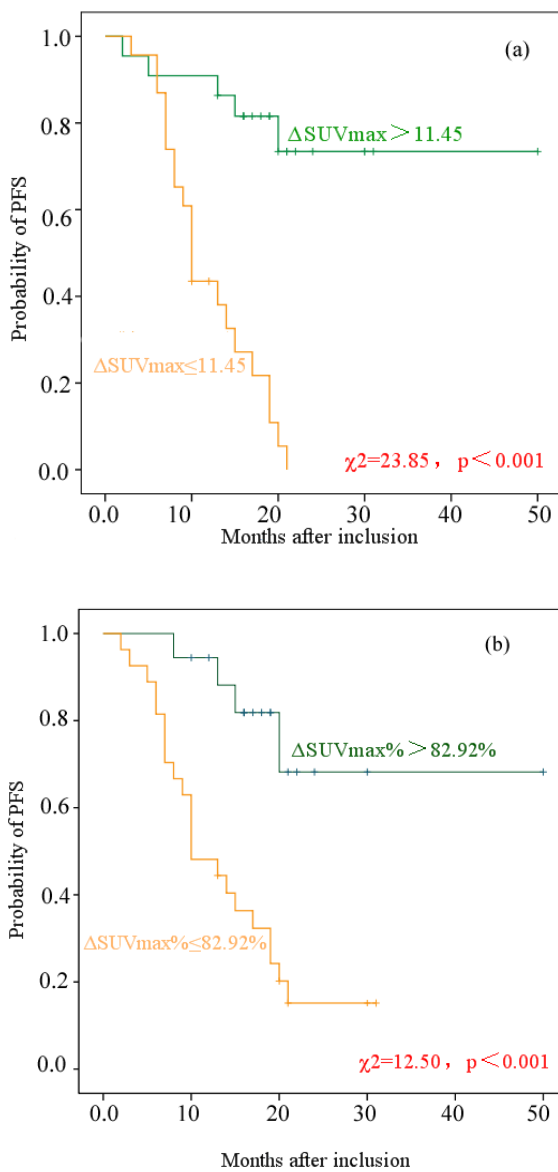 1.0
(a)
0.8
ΔSUVmax＞11.45
0.6
Probability of PFS
0.4
ΔSUVmax≤11.45
0.2
0.0
χ2=23.85， p＜0.001
0.0 10 20 30 40 50
Months after inclusion
1.0
(b)
0.8
ΔSUVmax%＞82.92%
0.6
Probability of PFS
0.4
ΔSUVmax%≤82.92%
0.2
0.0
χ2=12.50， p＜0.001
0.0 10 20 30 40 50
Months after inclusion